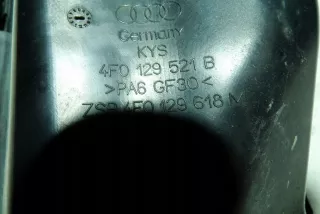 Germany
KYS
4F0 129 521 B
>PA6 GF30<
ZSB 4F0 129 618